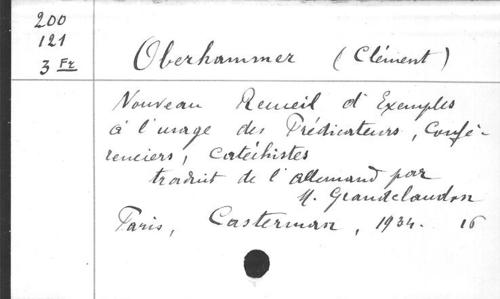 200
121
3 Fr
Oberhammer (Clément)
Nouveau Recueil d'Exemples
à l'usage des Prédicateurs, Confé-
renciers, Catéchistes
traduit de l'allemand par
M. Grandclaudon
Paris, Casterman, 1934. 16